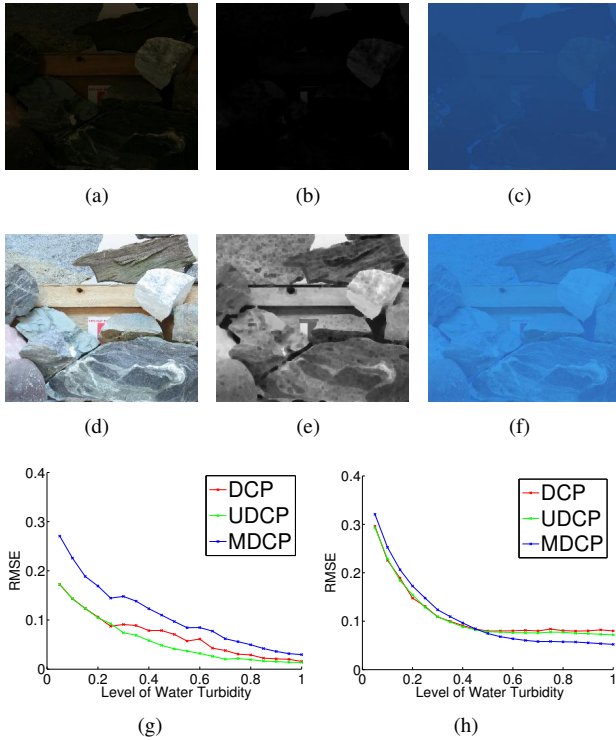 (a) (b) (c)
(d) (e) (f)
0.4
0.3
0.2
0.1
0
RMSE
DCP
UDCP
MDCP
0 0.2 0.4 0.6 0.8 1
Level of Water Turbidity
(g)
0.4
0.3
0.2
0.1
0
RMSE
DCP
UDCP
MDCP
0 0.2 0.4 0.6 0.8 1
Level of Water Turbidity
(h)